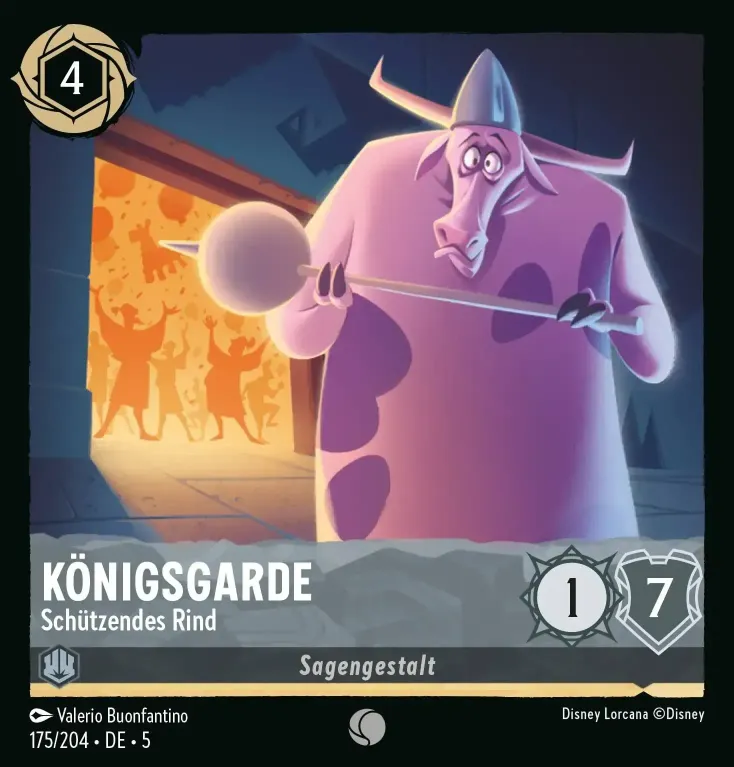 4
KÖNIGSGARDE
Schützendes Rind
1
7
Sagengestalt
Valerio Buonfantino
Disney Lorcana ©Disney
175/204 • DE • 5